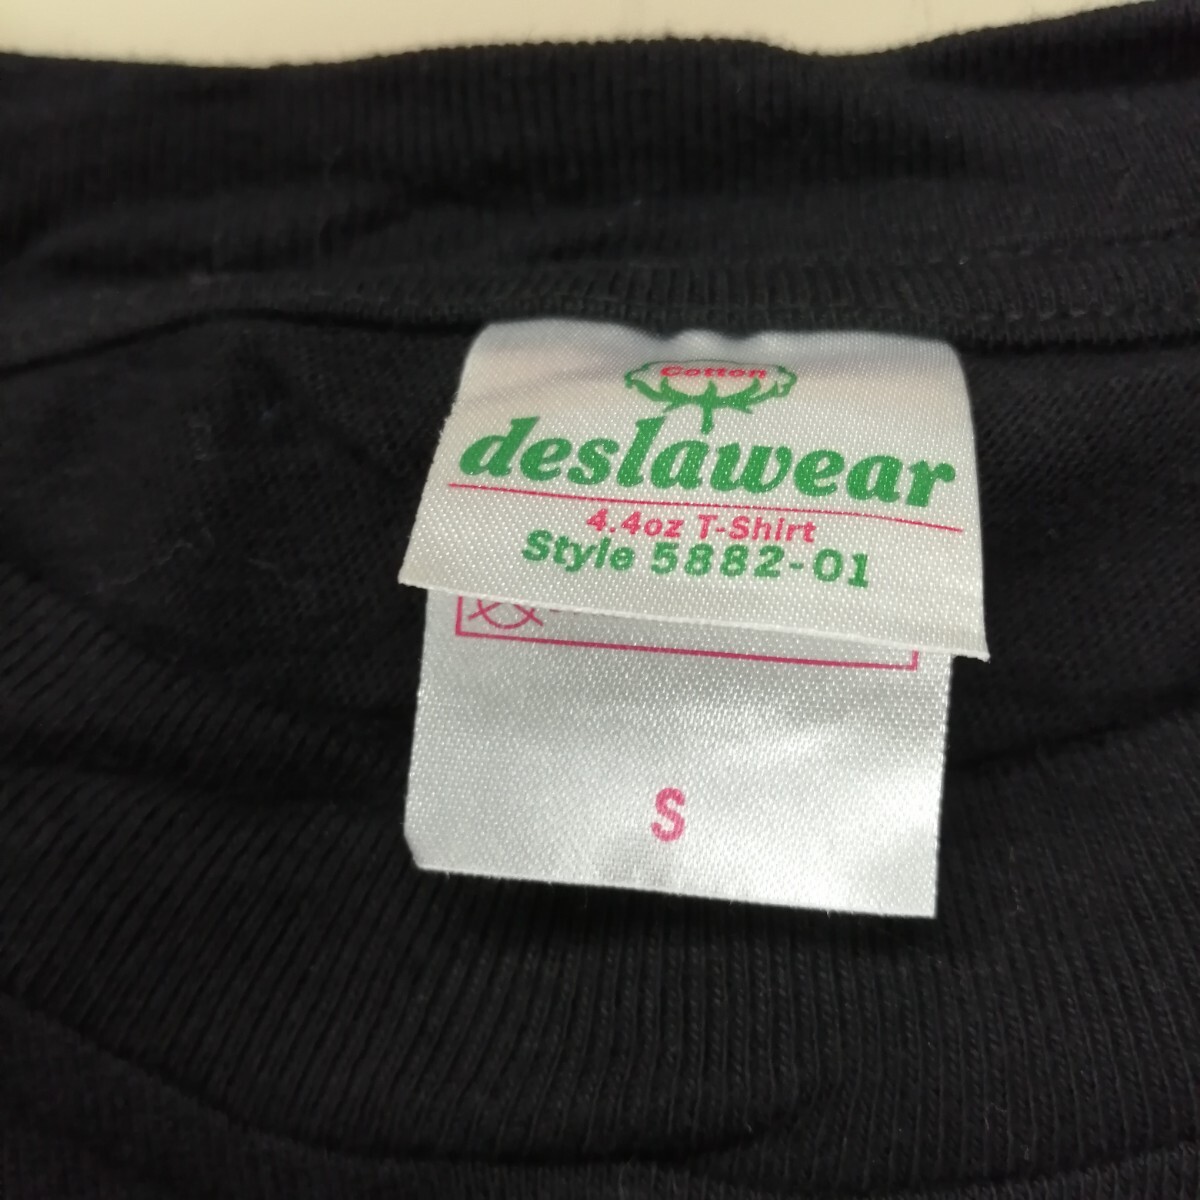 Cotton
deslawear
4.4oz T-Shirt
Style 5882-01
S